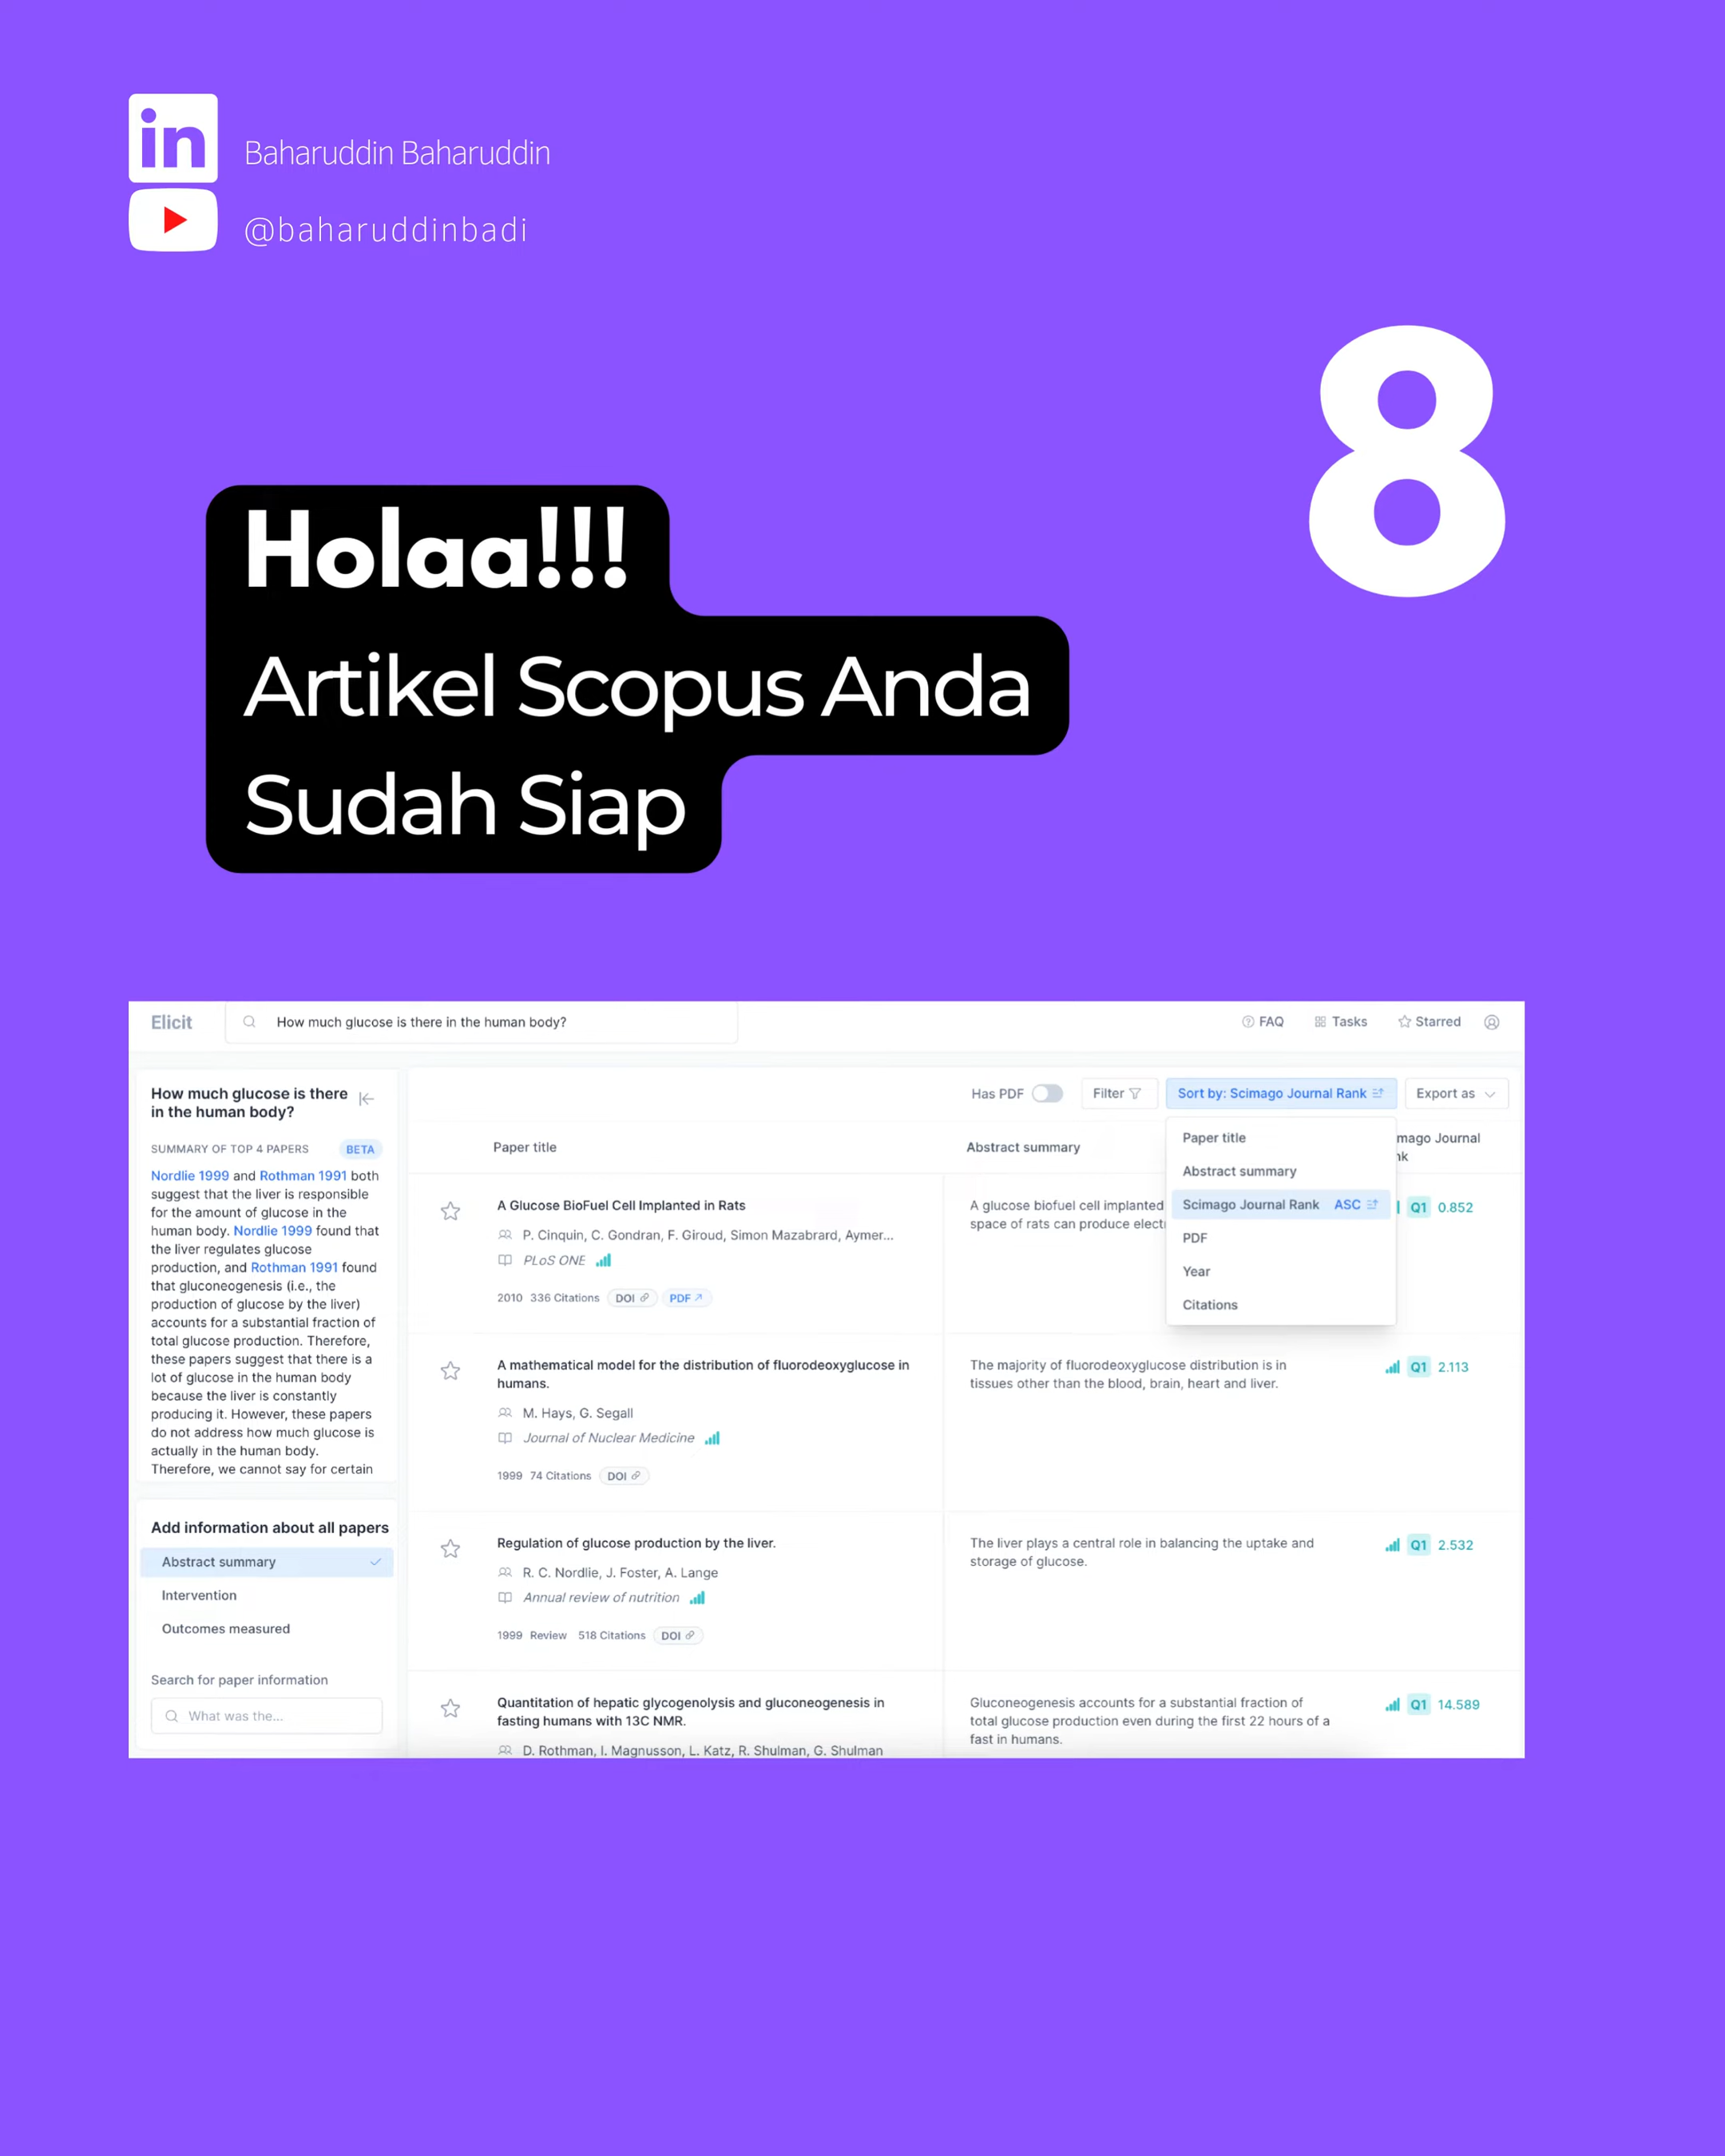 in
Baharuddin Baharuddin
@baharuddinbadi
8
Holaa!!!
Artikel Scopus Anda
Sudah Siap
Elicit
How much glucose is there in the human body?
FAQ
Tasks
Starred
How much glucose is there
in the human body?
SUMMARY OF TOP 4 PAPERS
BETA
Nordlie 1999 and Rothman 1991 both
suggest that the liver is responsible
for the amount of glucose in the
human body. Nordlie 1999 found that
the liver regulates glucose
production, and Rothman 1991 found
that gluconeogenesis (i.e., the
production of glucose by the liver)
accounts for a substantial fraction of
total glucose production. Therefore,
these papers suggest that there is a
lot of glucose in the human body
because the liver is constantly
producing it. However, these papers
do not address how much glucose is
actually in the human body.
Therefore, we cannot say for certain
Add information about all papers
Abstract summary
Intervention
Outcomes measured
Search for paper information
What was the...
Has PDF
Filter
Sort by: Scimago Journal Rank
Export as
Paper title
Abstract summary
mago Journal
nk
Paper title
Abstract summary
Scimago Journal Rank ASC
PDF
Year
Citations
A Glucose BioFuel Cell Implanted in Rats
P. Cinquin, C. Gondran, F. Giroud, Simon Mazabrard, Aymer...
PLoS ONE
2010 336 Citations DOI PDF
A glucose biofuel cell implanted
space of rats can produce elect
Q1 0.852
A mathematical model for the distribution of fluorodeoxyglucose in
humans.
M. Hays, G. Segall
Journal of Nuclear Medicine
1999 74 Citations DOI
The majority of fluorodeoxyglucose distribution is in
tissues other than the blood, brain, heart and liver.
Q1 2.113
Regulation of glucose production by the liver.
R. C. Nordlie, J. Foster, A. Lange
Annual review of nutrition
1999 Review 518 Citations DOI
The liver plays a central role in balancing the uptake and
storage of glucose.
Q1 2.532
Quantitation of hepatic glycogenolysis and gluconeogenesis in
fasting humans with 13C NMR.
D. Rothman, I. Magnusson, L. Katz, R. Shulman, G. Shulman
Gluconeogenesis accounts for a substantial fraction of
total glucose production even during the first 22 hours of a
fast in humans.
Q1 14.589